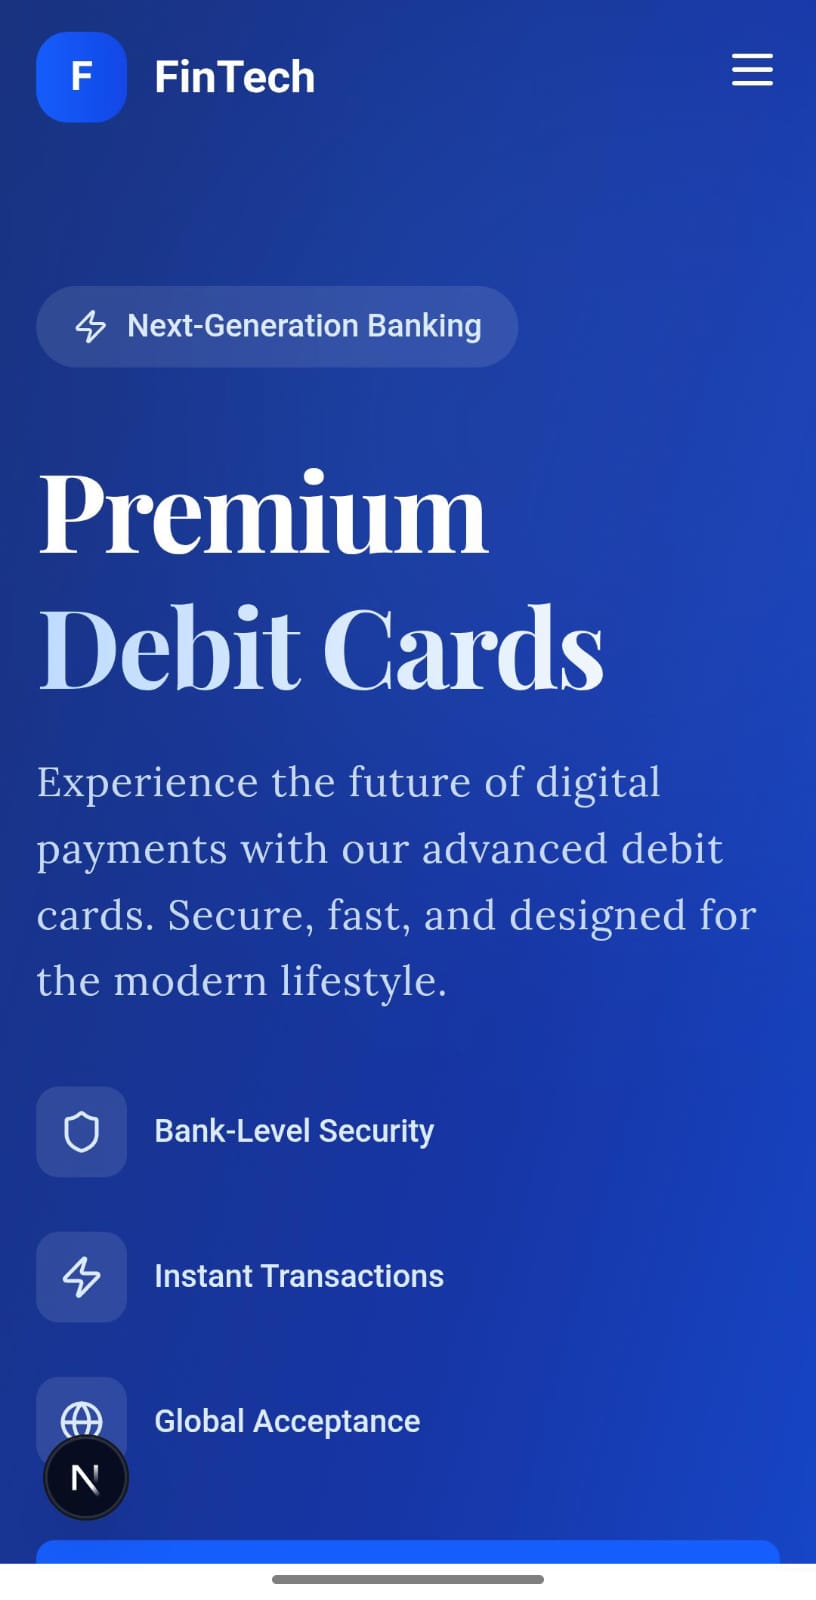 F
FinTech
Next-Generation Banking
Premium
Debit Cards
Experience the future of digital
payments with our advanced debit
cards. Secure, fast, and designed for
the modern lifestyle.
Bank-Level Security
Instant Transactions
Global Acceptance
N